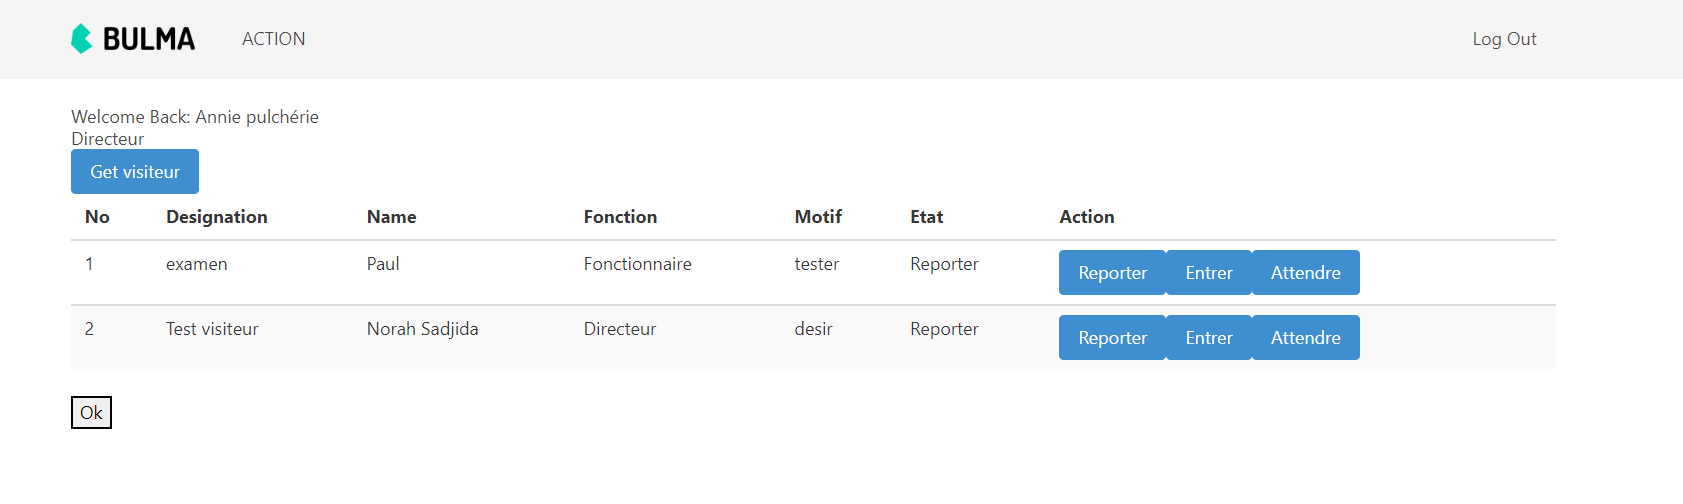 BULMA ACTION Log Out
Welcome Back: Annie pulchérie
Directeur
Get visiteur
No Designation Name Fonction Motif Etat Action
1 examen Paul Fonctionnaire tester Reporter Reporter Entrer Attendre
2 Test visiteur Norah Sadjida Directeur desir Reporter Reporter Entrer Attendre
Ok